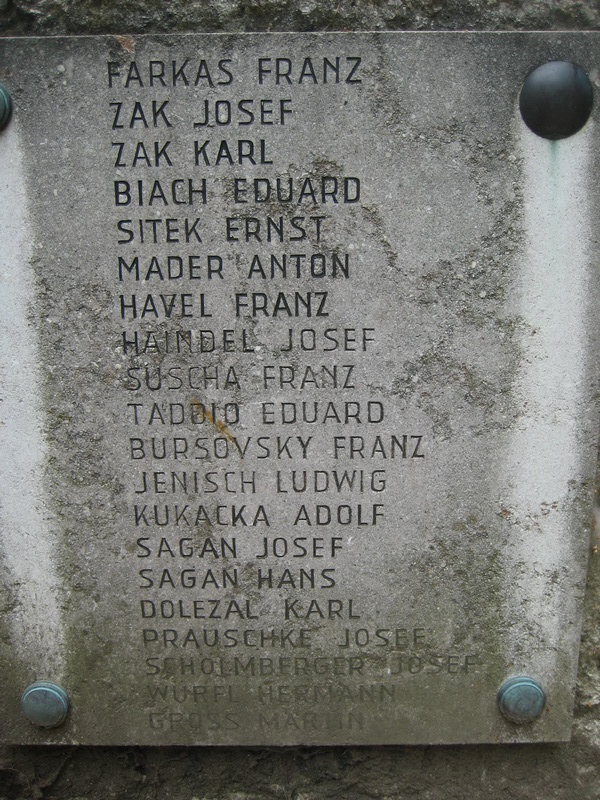 FARKAS FRANZ
ZAK JOSEF
ZAK KARL
BIACH EDUARD
SITEK ERNST
MADER ANTON
HAVEL FRANZ
HAINDEL JOSEF
SUSCHA FRANZ
TADDIO EDUARD
BURSOVSKY FRANZ
JENISCH LUDWIG
KUKACKA ADOLF
SAGAN JOSEF
SAGAN HANS
DOLEZAL KARL
PRAUSCHKE JOSEF
SCHOLMBERGER JOSEF
WURFL HERMANN
GROSS MARTIN